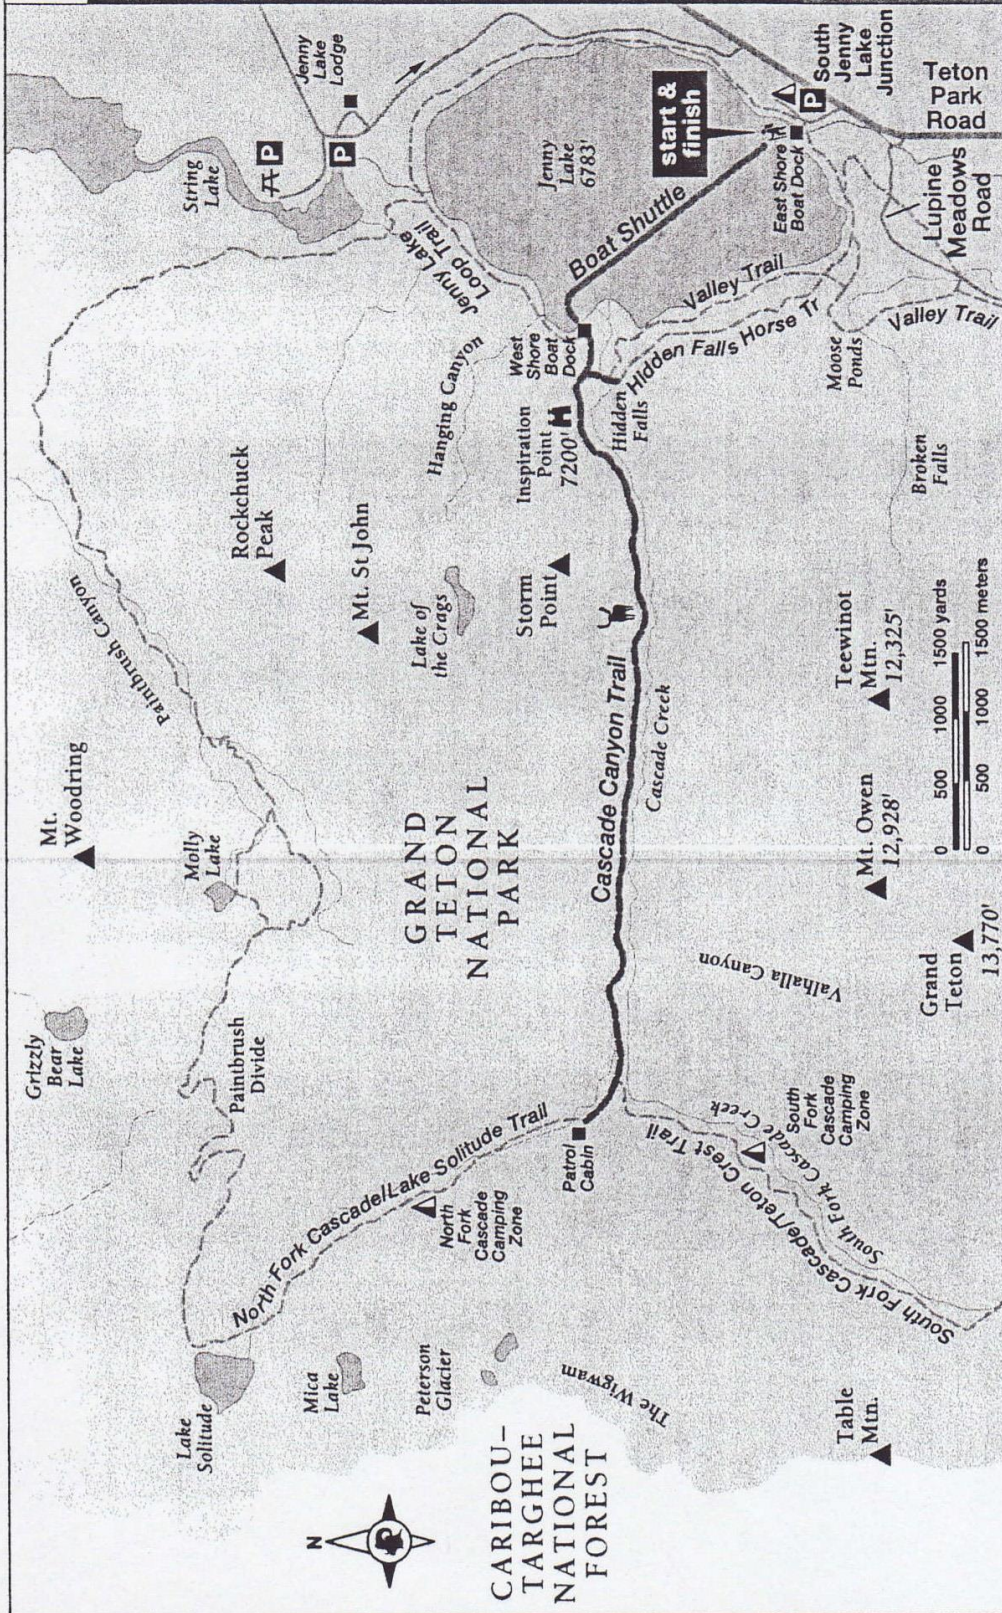 N
CARIBOU–
TARGHEE
NATIONAL
FOREST
Lake
Solitude
Mica
Lake
Peterson
Glacier
The Wigwam
Table
Mtn.
North Fork Cascade/Lake Solitude Trail
North
Fork
Cascade
Camping
Zone
Patrol
Cabin
South Fork Cascade/Teton Crest Trail
South Fork Cascade Creek
South
Fork
Cascade
Camping
Zone
Grizzly
Bear
Lake
Paintbrush
Divide
Mt.
Woodring
Molly
Lake
Paintbrush Canyon
GRAND
TETON
NATIONAL
PARK
Cascade Canyon Trail
Cascade Creek
Valhalla Canyon
Grand
Teton
13,770'
Mt. Owen
12,928'
Teewinot
Mtn.
12,325'
0 500 1000 1500 yards
0 500 1000 1500 meters
Rockchuck
Peak
Mt. St John
Lake of
the Crags
Storm
Point
Hanging Canyon
Inspiration
Point
7200'
Hidden
Falls
Broken
Falls
West
Shore
Boat
Dock
Hidden Falls Horse Tr
Valley Trail
Moose
Ponds
Valley Trail
Jenny Lake
Loop Trail
String
Lake
P
P
Jenny
Lake
Lodge
Jenny
Lake
6783'
Boat Shuttle
start &
finish
East Shore
Boat Dock
P
South
Jenny
Lake
Junction
Teton
Park
Road
Lupine
Meadows
Road